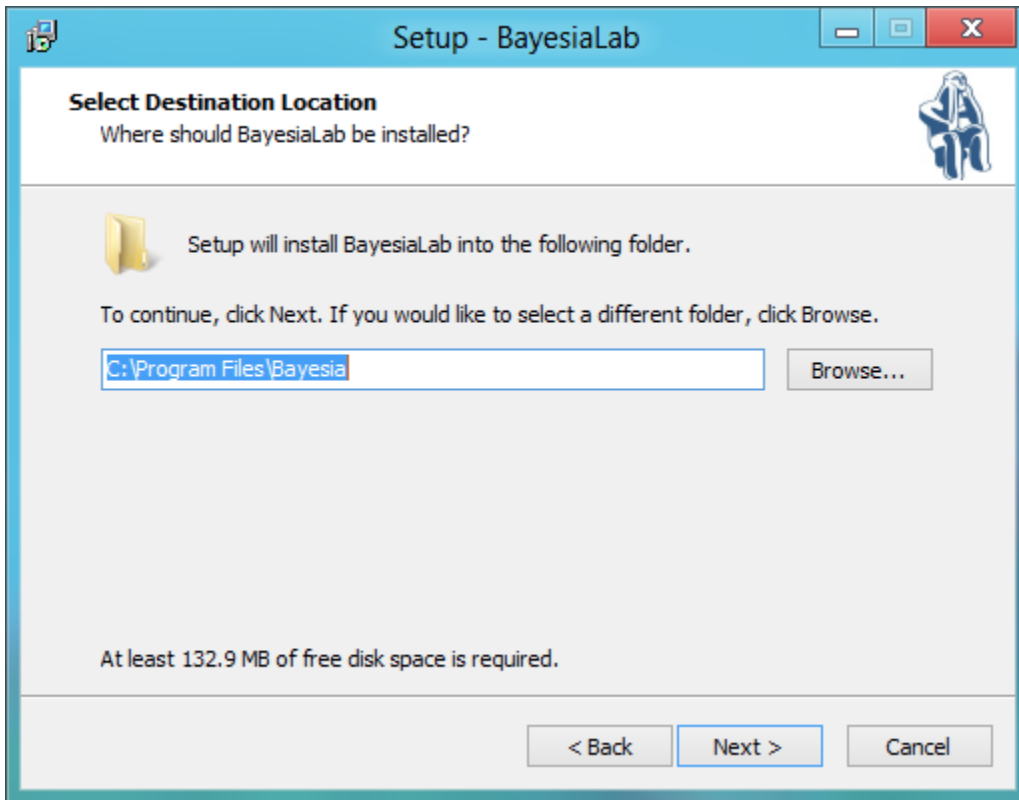 Setup - BayesiaLab
Select Destination Location
Where should BayesiaLab be installed?
Setup will install BayesiaLab into the following folder.
To continue, click Next. If you would like to select a different folder, click Browse.
C:\Program Files\Bayesia
Browse...
At least 132.9 MB of free disk space is required.
< Back
Next >
Cancel